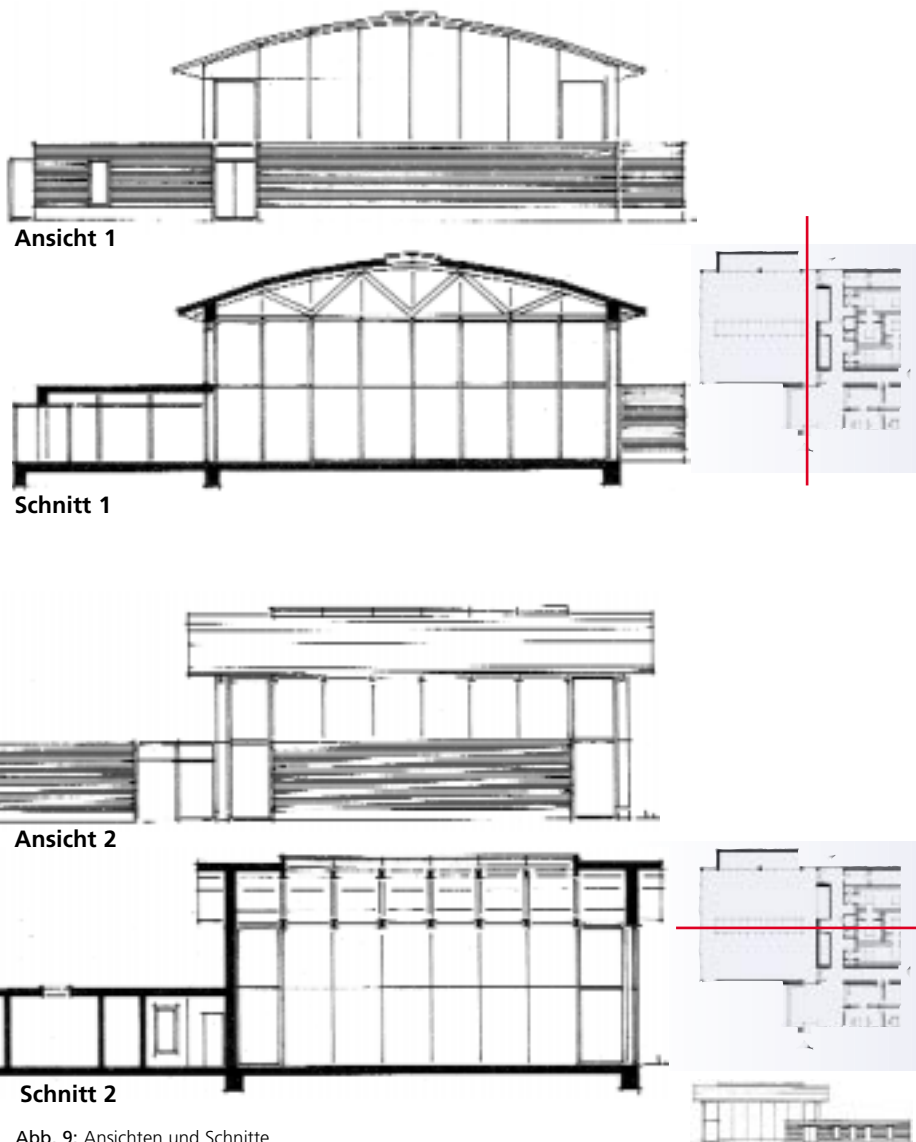 Ansicht 1
Schnitt 1
Ansicht 2
Schnitt 2
Abb. 9: Ansichten und Schnitte